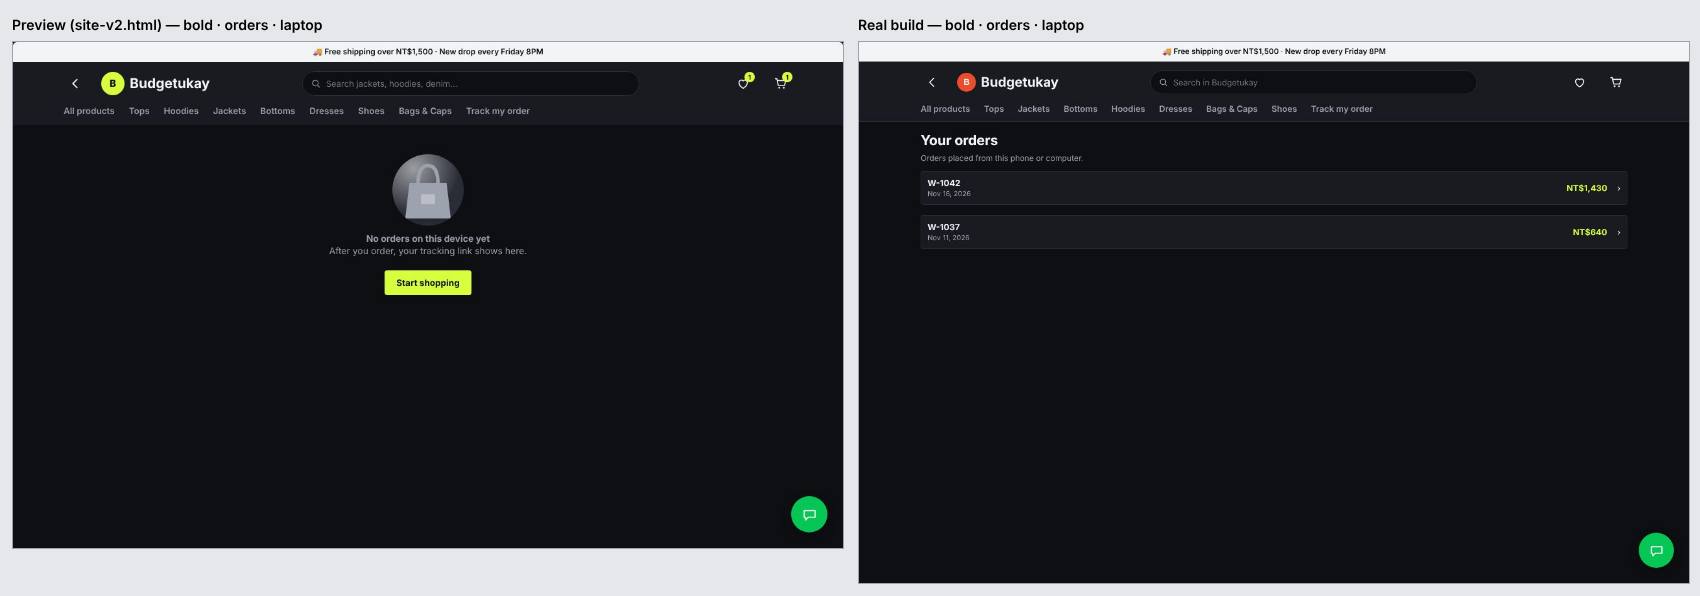 Preview (site-v2.html) — bold · orders · laptop
🚚 Free shipping over NT$1,500 · New drop every Friday 8PM
B Budgetukay
Search jackets, hoodies, denim...
1
1
All products Tops Hoodies Jackets Bottoms Dresses Shoes Bags & Caps Track my order
No orders on this device yet
After you order, your tracking link shows here.
Start shopping
Real build — bold · orders · laptop
🚚 Free shipping over NT$1,500 · New drop every Friday 8PM
B Budgetukay
Search in Budgetukay
All products Tops Jackets Bottoms Hoodies Dresses Bags & Caps Shoes Track my order
Your orders
Orders placed from this phone or computer.
W-1042
Nov 16, 2026
NT$1,430 ›
W-1037
Nov 11, 2026
NT$640 ›